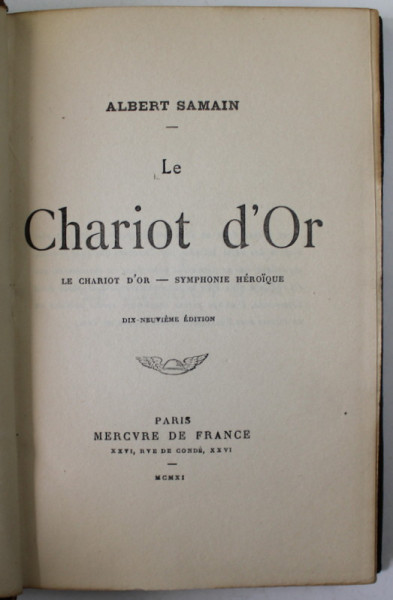 ALBERT SAMAIN
—
Le
Chariot d'Or
LE CHARIOT D'OR — SYMPHONIE HÉROÏQUE
DIX-NEUVIÈME ÉDITION
PARIS
MERCVRE DE FRANCE
XXVI, RVE DE CONDÉ, XXVI
—
MCMXI